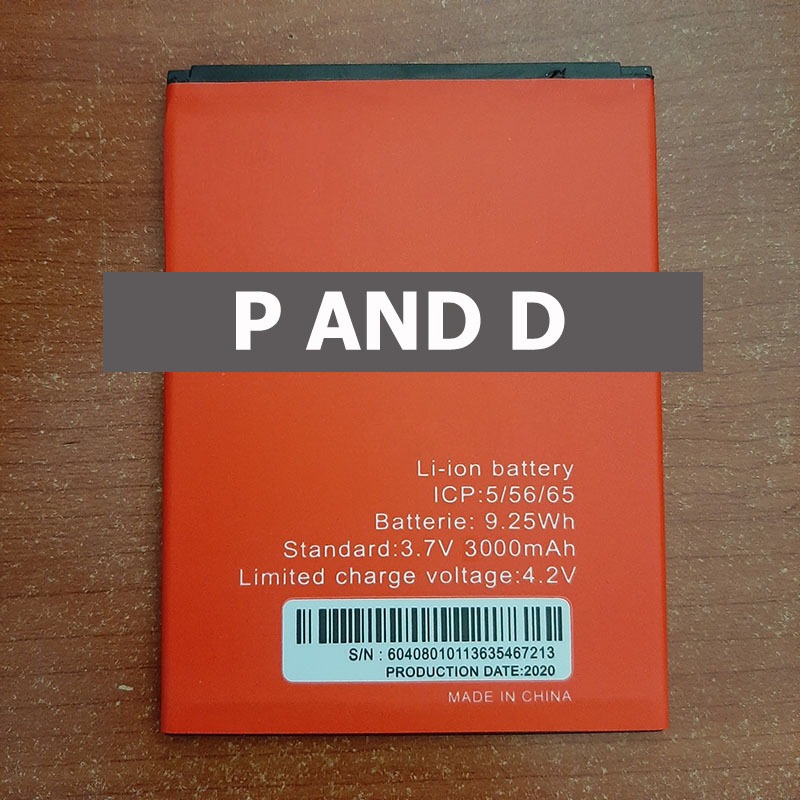 P AND D
Li-ion battery
ICP:5/56/65
Batterie: 9.25Wh
Standard:3.7V 3000mAh
Limited charge voltage:4.2V
S/N : 60408010113635467213
PRODUCTION DATE:2020
MADE IN CHINA